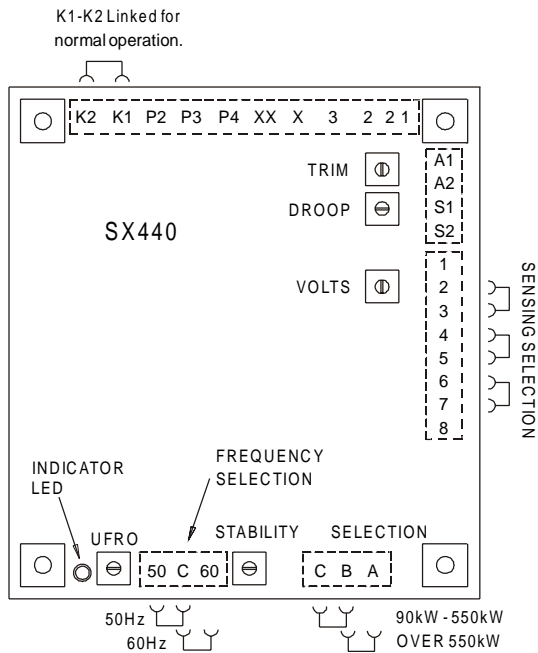 K1-K2 Linked for
normal operation.
K2 K1 P2 P3 P4 XX X 3 2 2 1
TRIM
DROOP
A1
A2
S1
S2
SX440
VOLTS
1
2
3
4
5
6
7
8
SENSING SELECTION
INDICATOR
LED
FREQUENCY
SELECTION
UFRO
STABILITY
SELECTION
50 C 60
C B A
50Hz
60Hz
90kW - 550kW
OVER 550kW